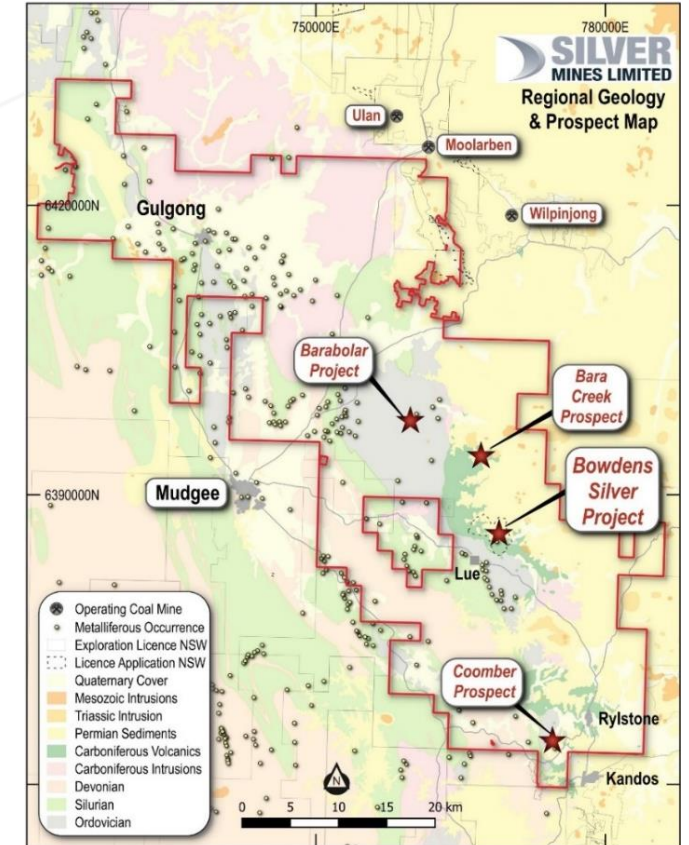 750000E
780000E
SILVER
MINES LIMITED
Regional Geology
& Prospect Map
Ulan
Moolarben
Wilpinjong
6420000N
Gulgong
Barabolar
Project
Bara
Creek
Prospect
Bowdens
Silver
Project
6390000N
Mudgee
Lue
Coomber
Prospect
Rylstone
Kandos
Operating Coal Mine
Metalliferous Occurrence
Exploration Licence NSW
Licence Application NSW
Quaternary Cover
Mesozoic Intrusions
Triassic Intrusion
Permian Sediments
Carboniferous Volcanics
Carboniferous Intrusions
Devonian
Silurian
Ordovician
N
0 5 10 15 20 km